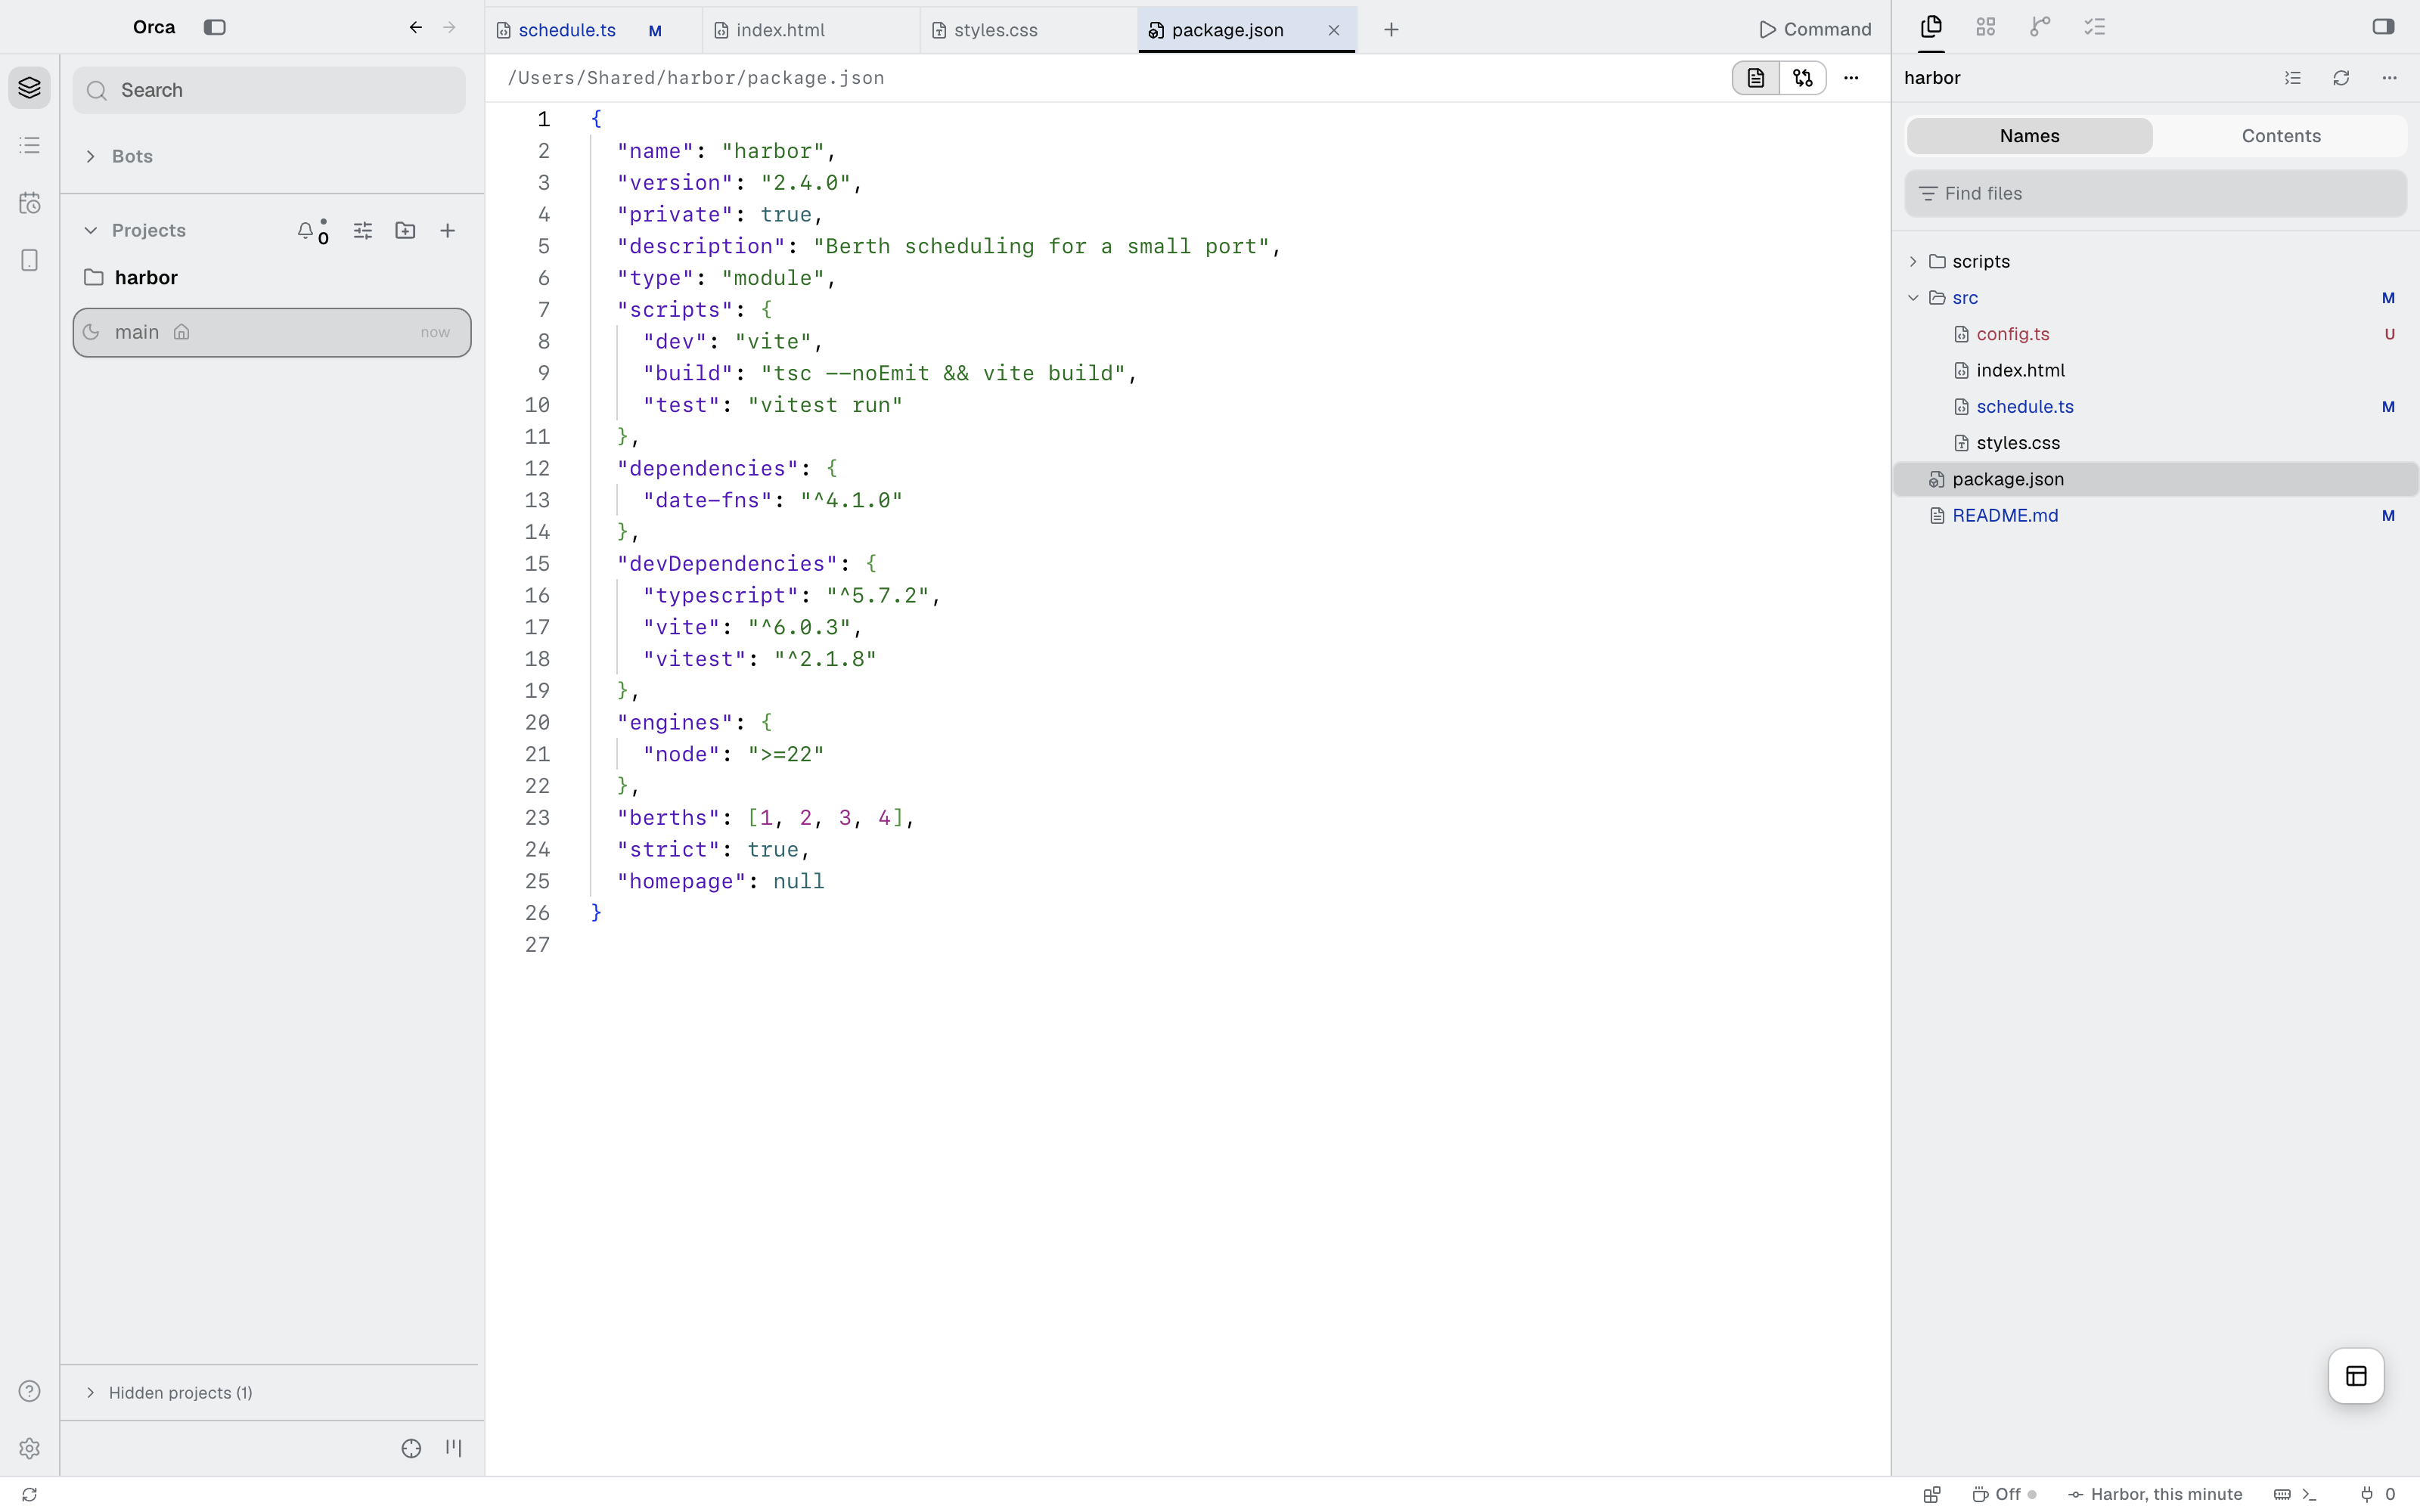 Orca
Search
Bots
Projects
0
harbor
main
now
Hidden projects (1)
schedule.ts M
index.html
styles.css
package.json
Command
/Users/Shared/harbor/package.json
1 {
2 "name": "harbor",
3 "version": "2.4.0",
4 "private": true,
5 "description": "Berth scheduling for a small port",
6 "type": "module",
7 "scripts": {
8 "dev": "vite",
9 "build": "tsc --noEmit && vite build",
10 "test": "vitest run"
11 },
12 "dependencies": {
13 "date-fns": "^4.1.0"
14 },
15 "devDependencies": {
16 "typescript": "^5.7.2",
17 "vite": "^6.0.3",
18 "vitest": "^2.1.8"
19 },
20 "engines": {
21 "node": ">=22"
22 },
23 "berths": [1, 2, 3, 4],
24 "strict": true,
25 "homepage": null
26 }
27
harbor
Names
Contents
Find files
scripts
src M
config.ts U
index.html
schedule.ts M
styles.css
package.json
README.md M
Off
Harbor, this minute
0